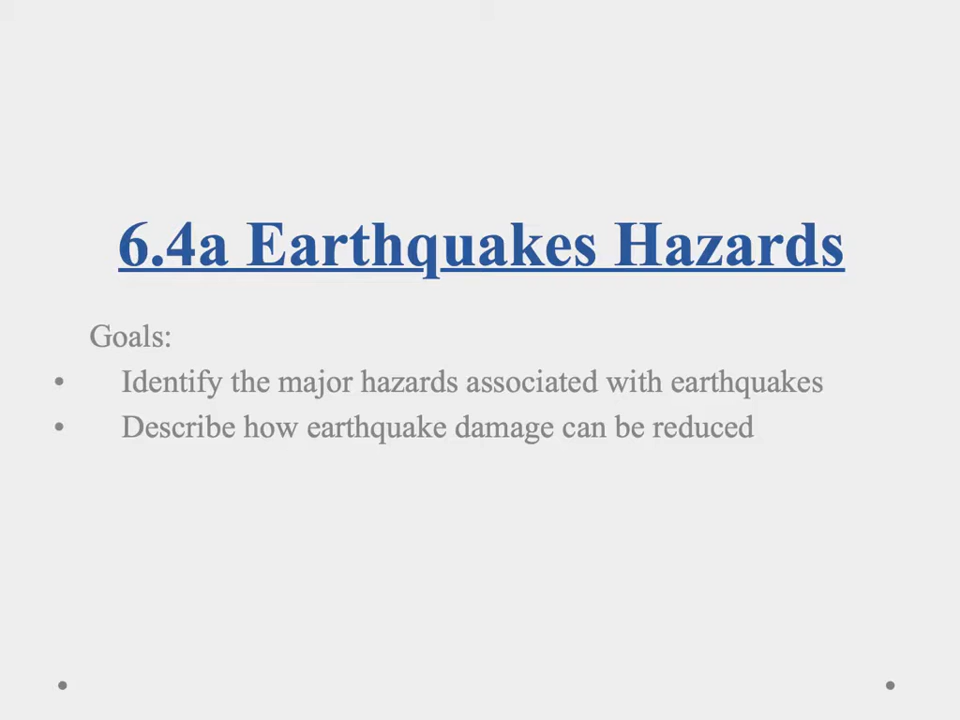 6.4a Earthquakes Hazards
Goals:
• Identify the major hazards associated with earthquakes
• Describe how earthquake damage can be reduced